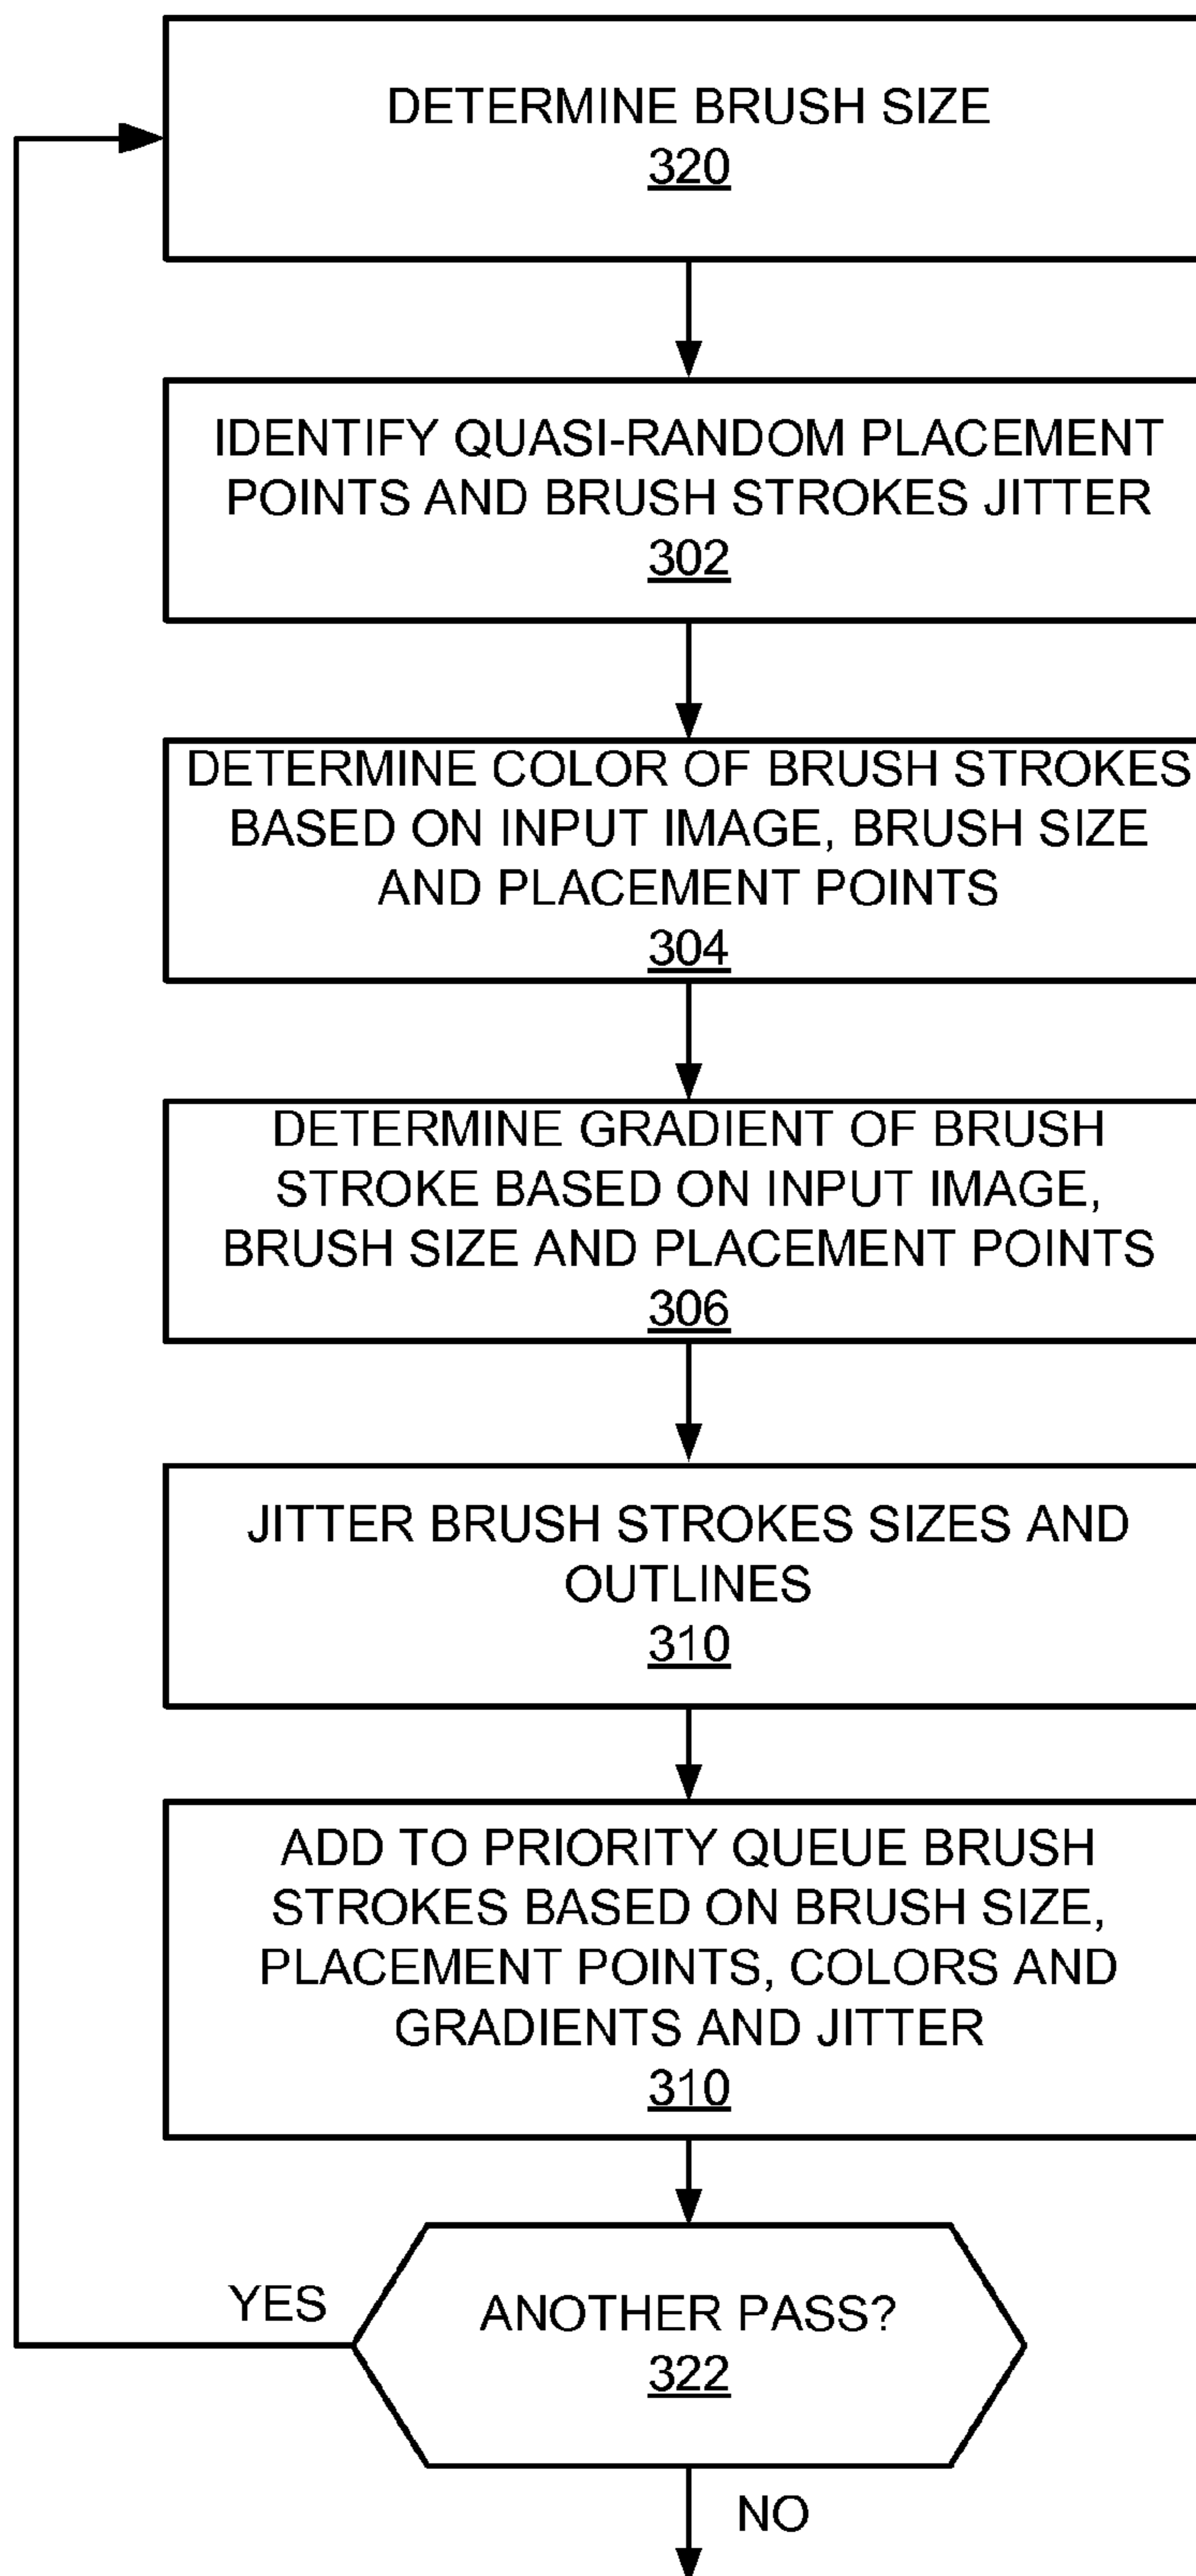 DETERMINE BRUSH SIZE
320
IDENTIFY QUASI-RANDOM PLACEMENT
POINTS AND BRUSH STROKES JITTER
302
DETERMINE COLOR OF BRUSH STROKES
BASED ON INPUT IMAGE, BRUSH SIZE
AND PLACEMENT POINTS
304
DETERMINE GRADIENT OF BRUSH
STROKE BASED ON INPUT IMAGE,
BRUSH SIZE AND PLACEMENT POINTS
306
JITTER BRUSH STROKES SIZES AND
OUTLINES
310
ADD TO PRIORITY QUEUE BRUSH
STROKES BASED ON BRUSH SIZE,
PLACEMENT POINTS, COLORS AND
GRADIENTS AND JITTER
310
YES
ANOTHER PASS?
322
NO